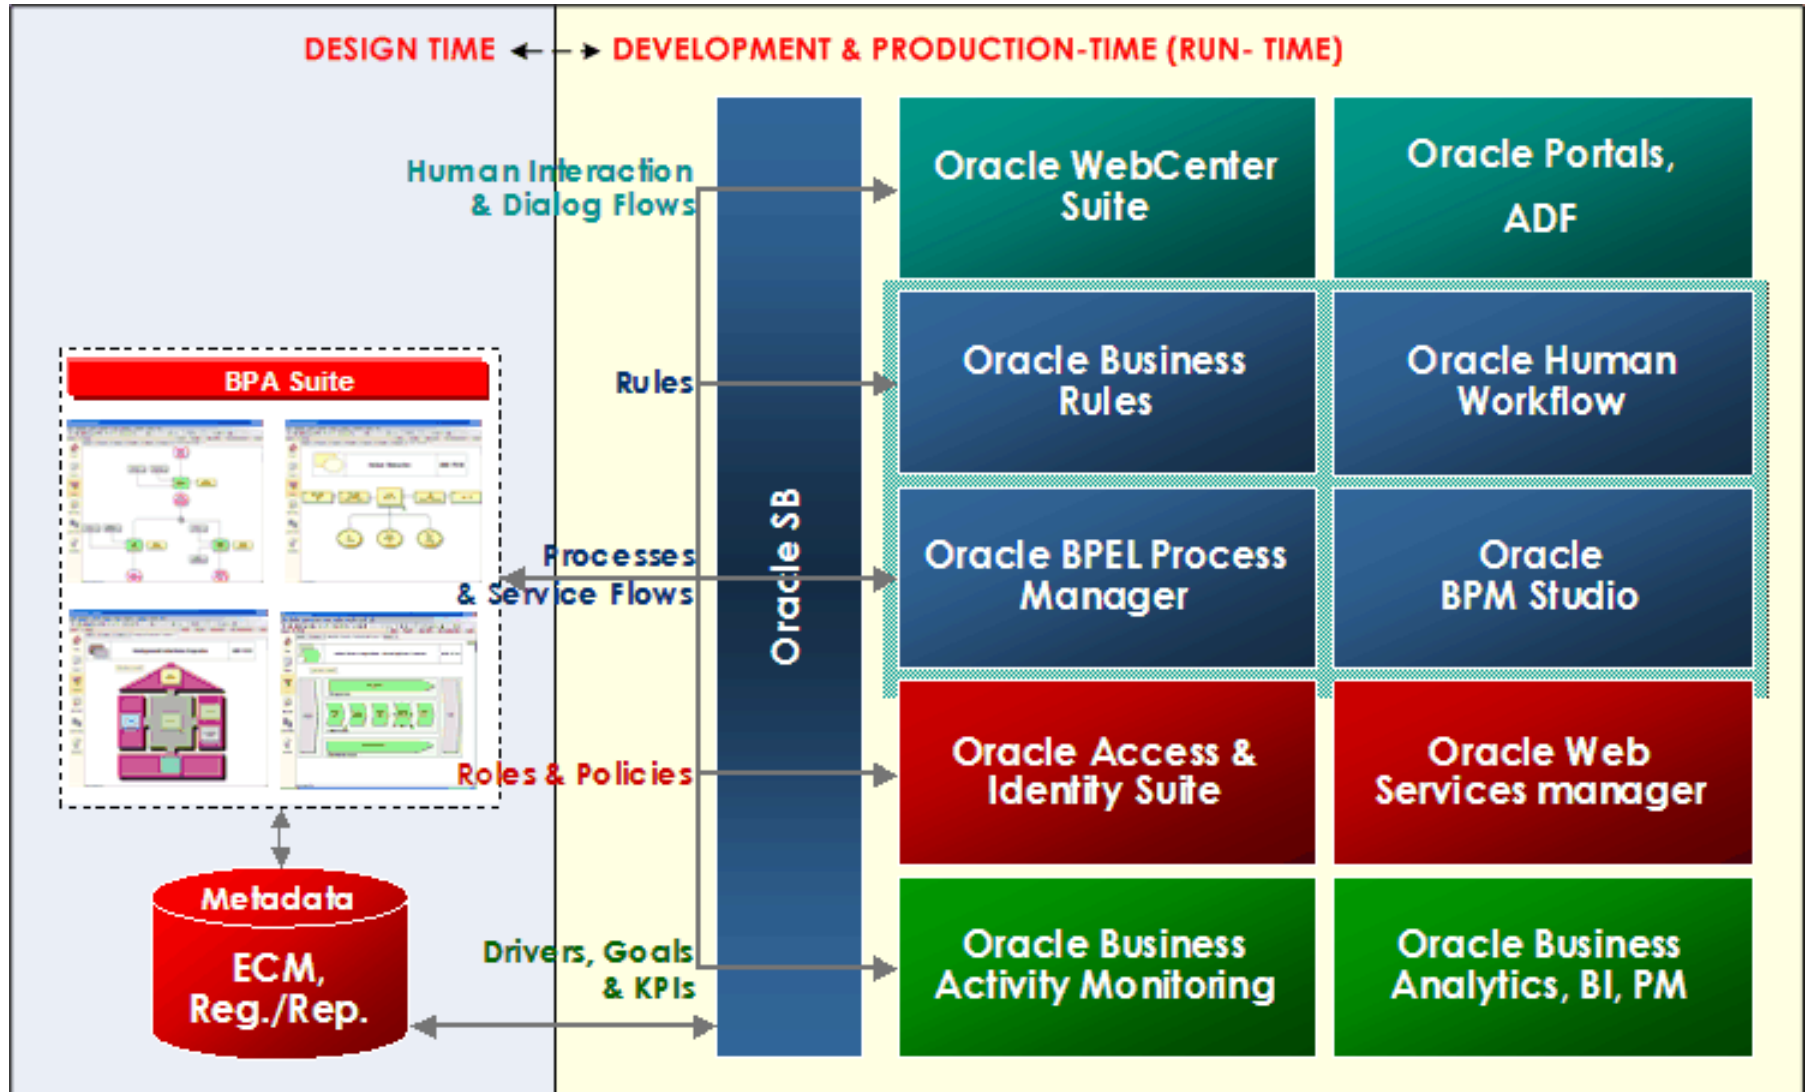 DESIGN TIME
DEVELOPMENT & PRODUCTION-TIME (RUN- TIME)
Human Interaction
& Dialog Flows
Rules
Processes
& Service Flows
Roles & Policies
Drivers, Goals
& KPIs
BPA Suite
Metadata
ECM,
Reg./Rep.
Oracle SB
Oracle WebCenter
Suite
Oracle Portals,
ADF
Oracle Business
Rules
Oracle Human
Workflow
Oracle BPEL Process
Manager
Oracle
BPM Studio
Oracle Access &
Identity Suite
Oracle Web
Services manager
Oracle Business
Activity Monitoring
Oracle Business
Analytics, BI, PM